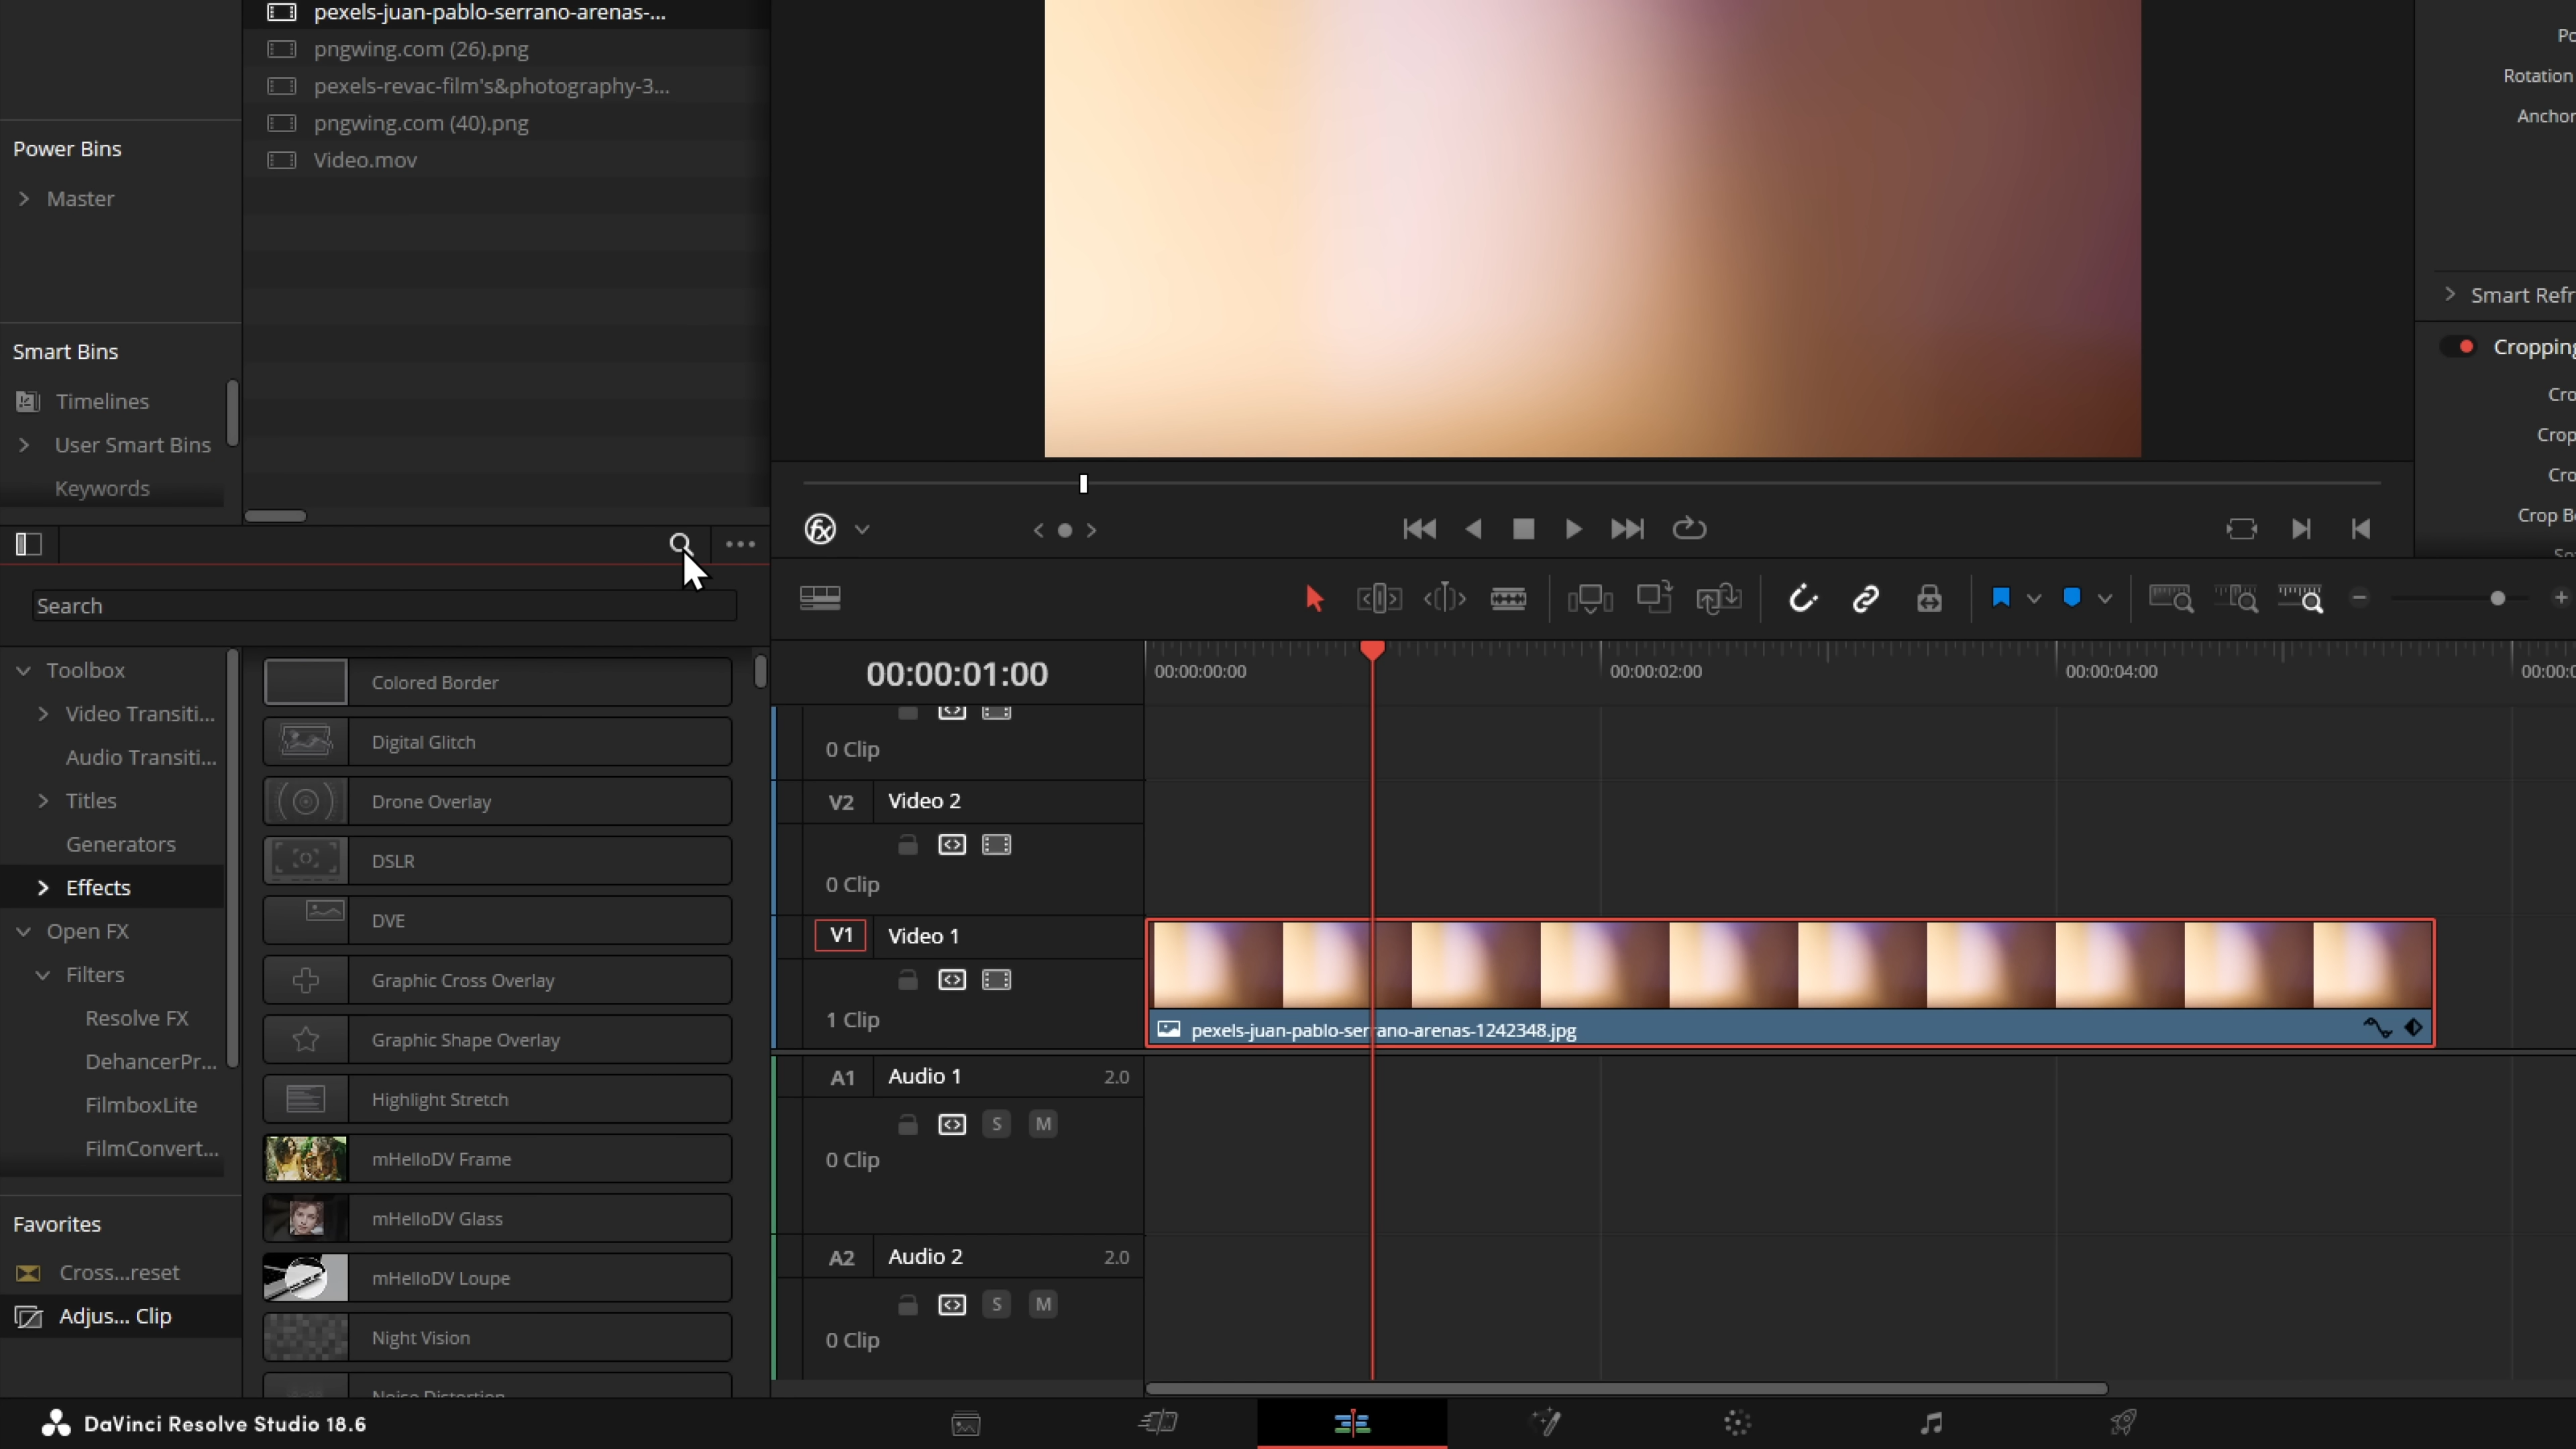 pexels-juan-pablo-serrano-arenas-...
pngwing.com (26).png
pexels-revac-film's&photography-3...
pngwing.com (40).png
Video.mov
Power Bins
Master
Smart Bins
Timelines
User Smart Bins
Keywords
Search
Toolbox
Video Transiti...
Audio Transiti...
Titles
Generators
Effects
Open FX
Filters
Resolve FX
DehancerPr...
FilmboxLite
FilmConvert...
Favorites
Cross...reset
Adjus... Clip
Colored Border
Digital Glitch
Drone Overlay
DSLR
DVE
Graphic Cross Overlay
Graphic Shape Overlay
Highlight Stretch
mHelloDV Frame
mHelloDV Glass
mHelloDV Loupe
Night Vision
Noise Distortion
Rotation
Anchor
Smart Refr
Cropping
Cro
Crop
Cro
Crop B
fx
00:00:01:00
00:00:00:00
00:00:02:00
00:00:04:00
00:00:0
0 Clip
V2 Video 2
0 Clip
V1 Video 1
1 Clip
pexels-juan-pablo-serrano-arenas-1242348.jpg
A1 Audio 1 2.0
S M
0 Clip
A2 Audio 2 2.0
S M
0 Clip
DaVinci Resolve Studio 18.6